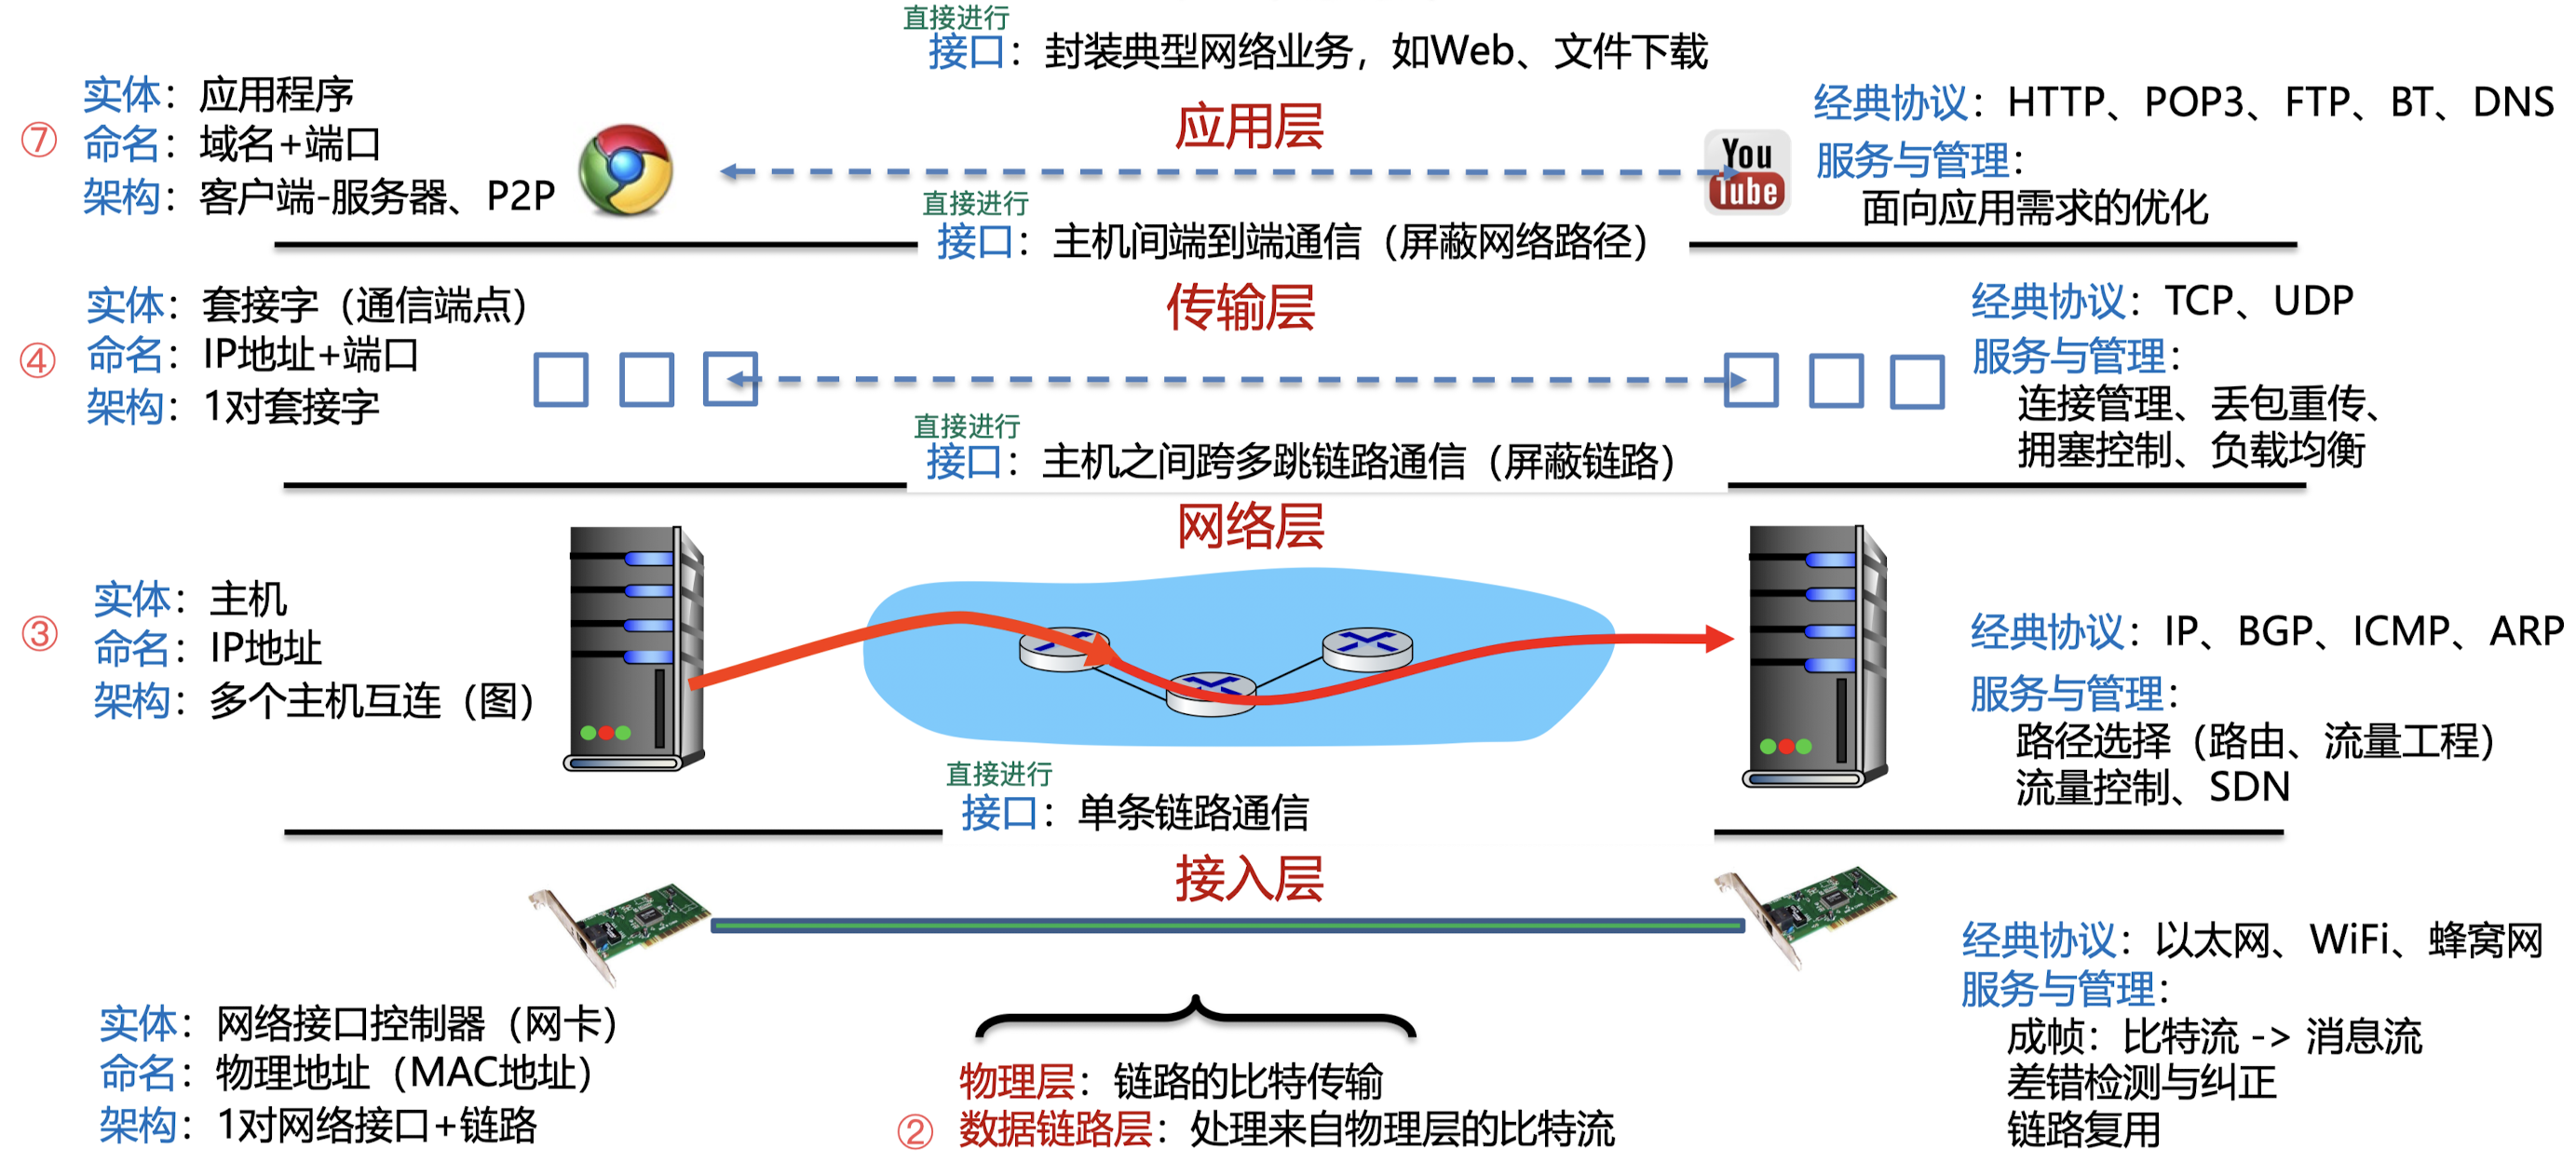 直接进行
接口：封装典型网络业务，如Web、文件下载
⑦
实体：应用程序
命名：域名+端口
架构：客户端-服务器、P2P
应用层
You
Tube
经典协议：HTTP、POP3、FTP、BT、DNS
服务与管理：
面向应用需求的优化
直接进行
接口：主机间端到端通信（屏蔽网络路径）
传输层
④
实体：套接字（通信端点）
命名：IP地址+端口
架构：1对套接字
经典协议：TCP、UDP
服务与管理：
连接管理、丢包重传、
拥塞控制、负载均衡
直接进行
接口：主机之间跨多跳链路通信（屏蔽链路）
网络层
③
实体：主机
命名：IP地址
架构：多个主机互连（图）
经典协议：IP、BGP、ICMP、ARP
服务与管理：
路径选择（路由、流量工程）
流量控制、SDN
直接进行
接口：单条链路通信
接入层
实体：网络接口控制器（网卡）
命名：物理地址（MAC地址）
架构：1对网络接口+链路
物理层：链路的比特传输
② 数据链路层：处理来自物理层的比特流
经典协议：以太网、WiFi、蜂窝网
服务与管理：
成帧：比特流 -> 消息流
差错检测与纠正
链路复用